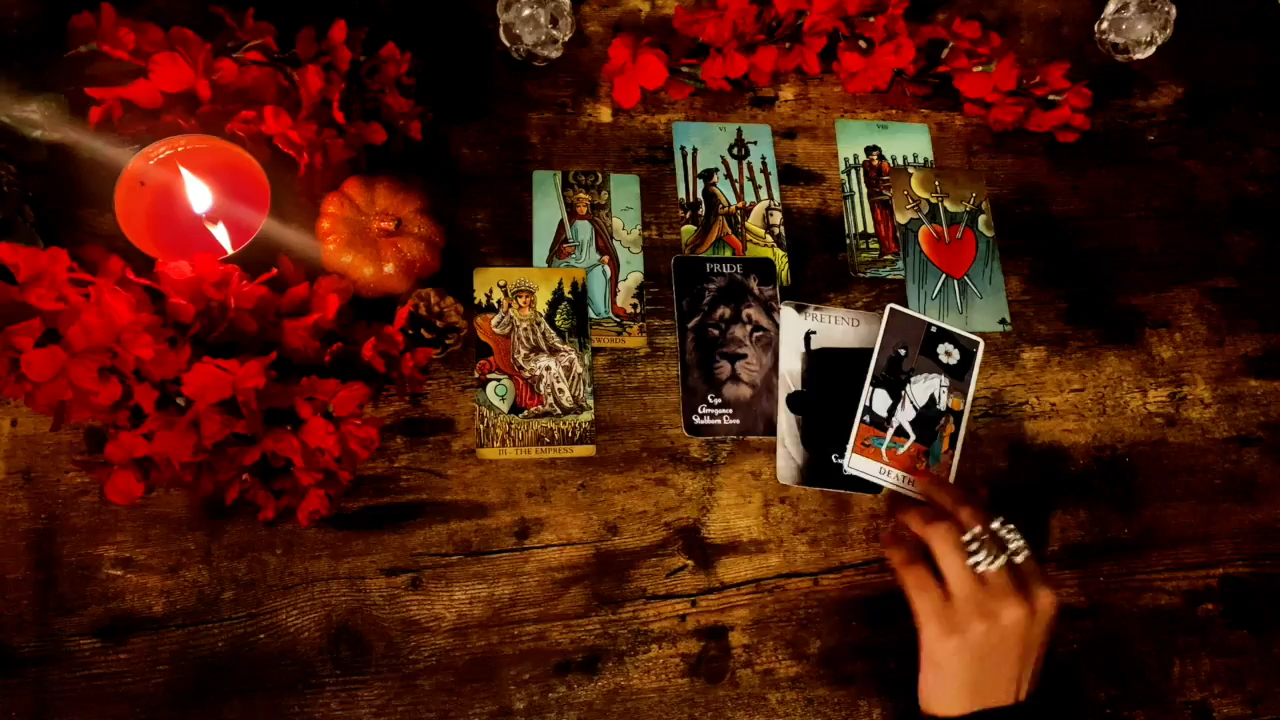 VI
VIII
SWORDS
III - THE EMPRESS
PRIDE
Ego
Arrogance
Stubborn Love
PRETEND
DEATH